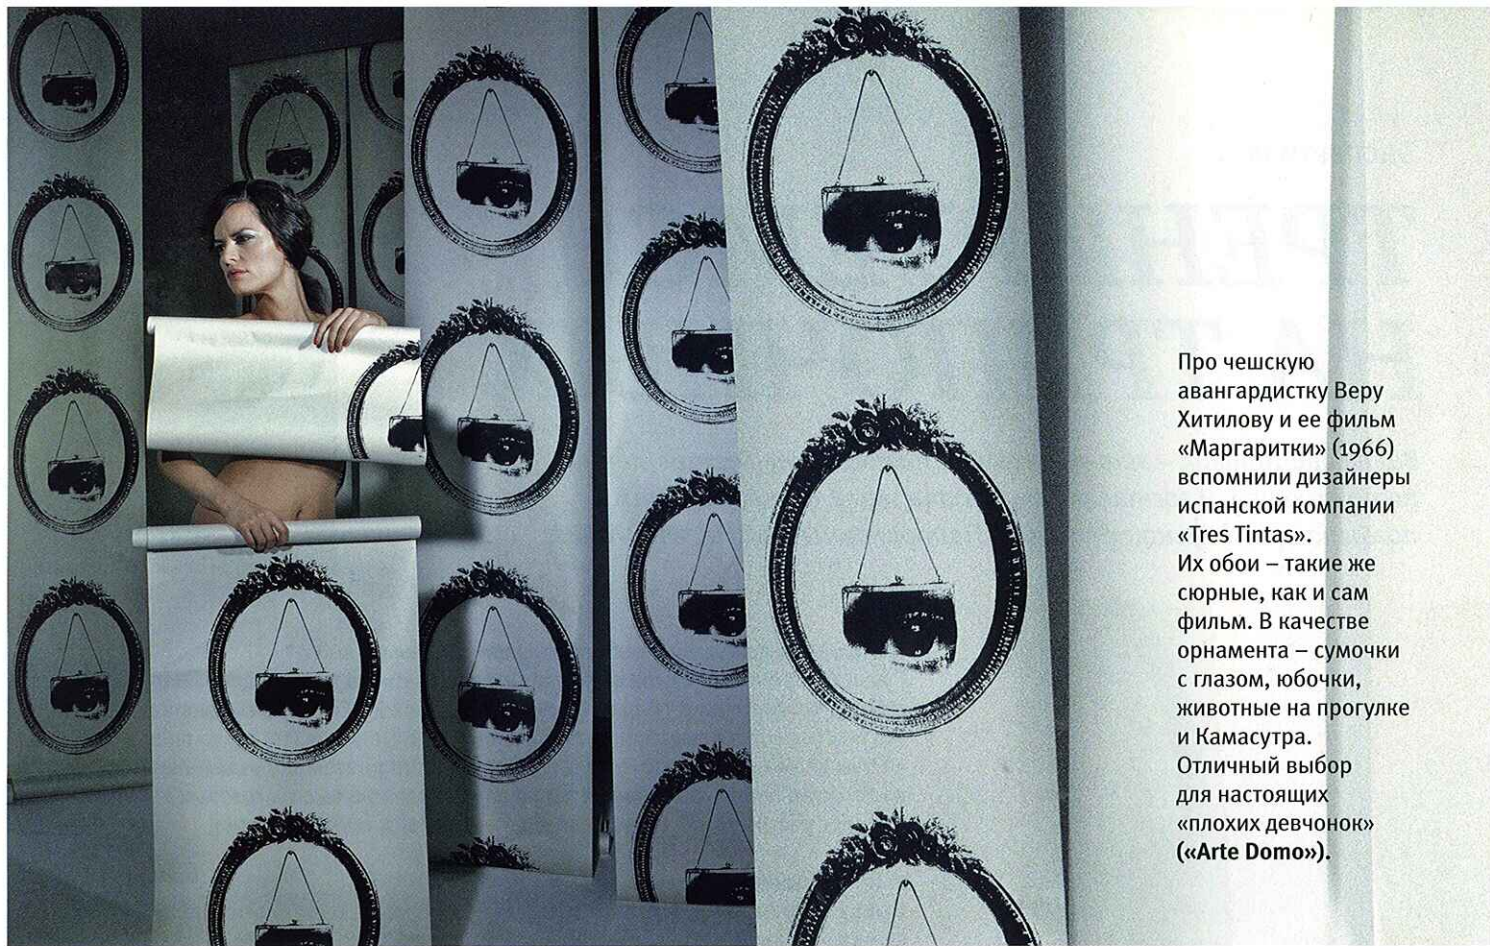 Про чешскую
авангардистку Веру
Хитилову и ее фильм
«Маргаритки» (1966)
вспомнили дизайнеры
испанской компании
«Tres Tintas».
Их обои – такие же
сюрные, как и сам
фильм. В качестве
орнамента – сумочки
с глазом, юбочки,
животные на прогулке
и Камасутра.
Отличный выбор
для настоящих
«плохих девчонок»
(«Arte Domo»).